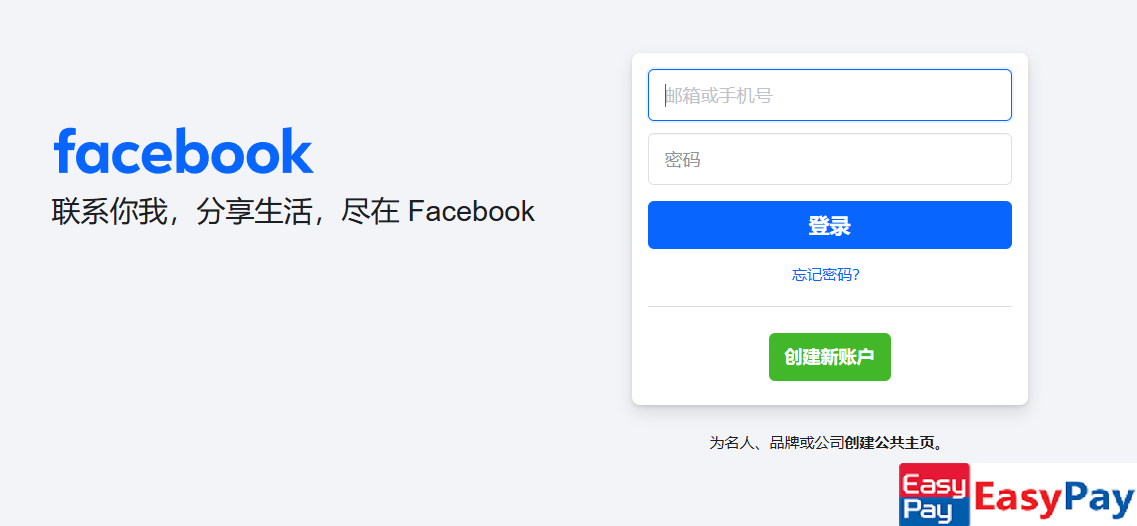 facebook
联系你我，分享生活，尽在 Facebook
邮箱或手机号
密码
登录
忘记密码?
创建新账户
为名人、品牌或公司创建公共主页。
Easy
Pay
EasyPay